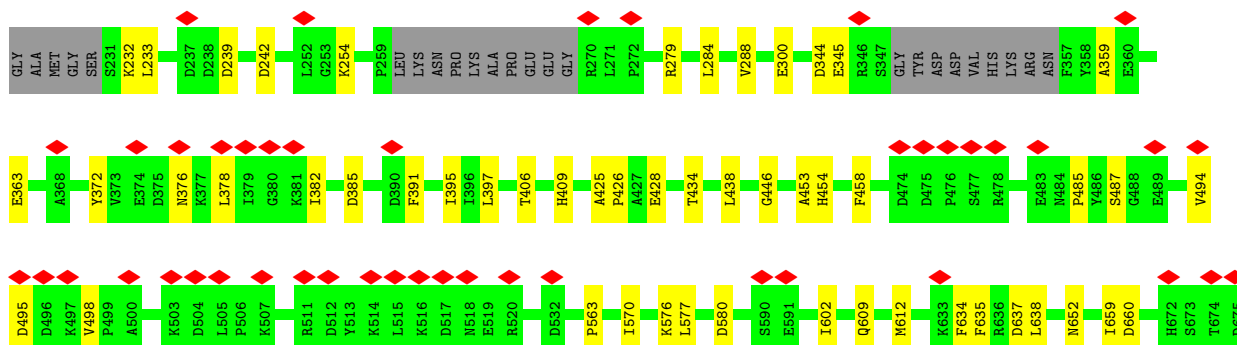 GLY ALA MET GLY SER S231 K232 L233 D237 D238 D239 D242 L252 G253 K254 P259 LEU LYS ASN PRO LYS ALA PRO GLU GLU GLY R270 L271 P272 R279 L284 V288 E300 D344 E345 R346 S347 GLY TYR ASP ASP VAL HIS LYS ARG ASN F357 Y358 A359 E360
E363 A368 Y372 V373 E374 D375 N376 K377 L378 I379 G380 K381 I382 D385 D390 F391 I395 I396 L397 T406 H409 A425 P426 A427 E428 T434 L438 G446 A453 H454 F458 D474 D475 P476 S477 R478 E483 N484 P485 Y486 S487 G488 E489 V494
D495 D496 K497 V498 P499 A500 K503 D504 L505 P506 K507 R511 D512 Y513 K514 L515 K516 D517 N518 E519 R520 D532 P563 I570 K576 L577 D580 S590 E591 I602 Q609 M612 K633 F634 F635 R636 D637 L638 N652 I659 D660 H672 S673 T674 D675